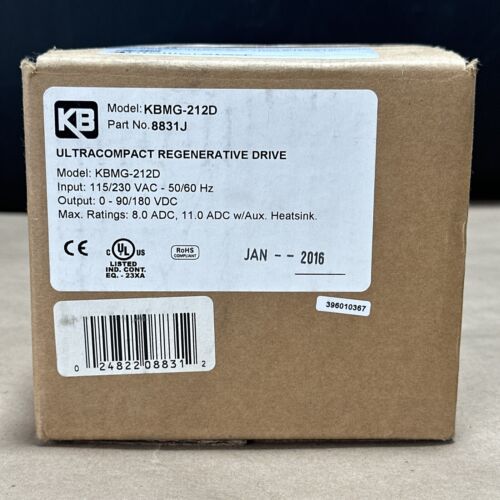 KB
Model: KBMG-212D
Part No. 8831J
ULTRACOMPACT REGENERATIVE DRIVE
Model: KBMG-212D
Input: 115/230 VAC - 50/60 Hz
Output: 0 - 90/180 VDC
Max. Ratings: 8.0 ADC, 11.0 ADC w/Aux. Heatsink.
CE
C UL US
LISTED
IND. CONT.
EQ. - 23XA
RoHS
COMPLIANT
JAN -- 2016
396010367
0 24822 08831 2